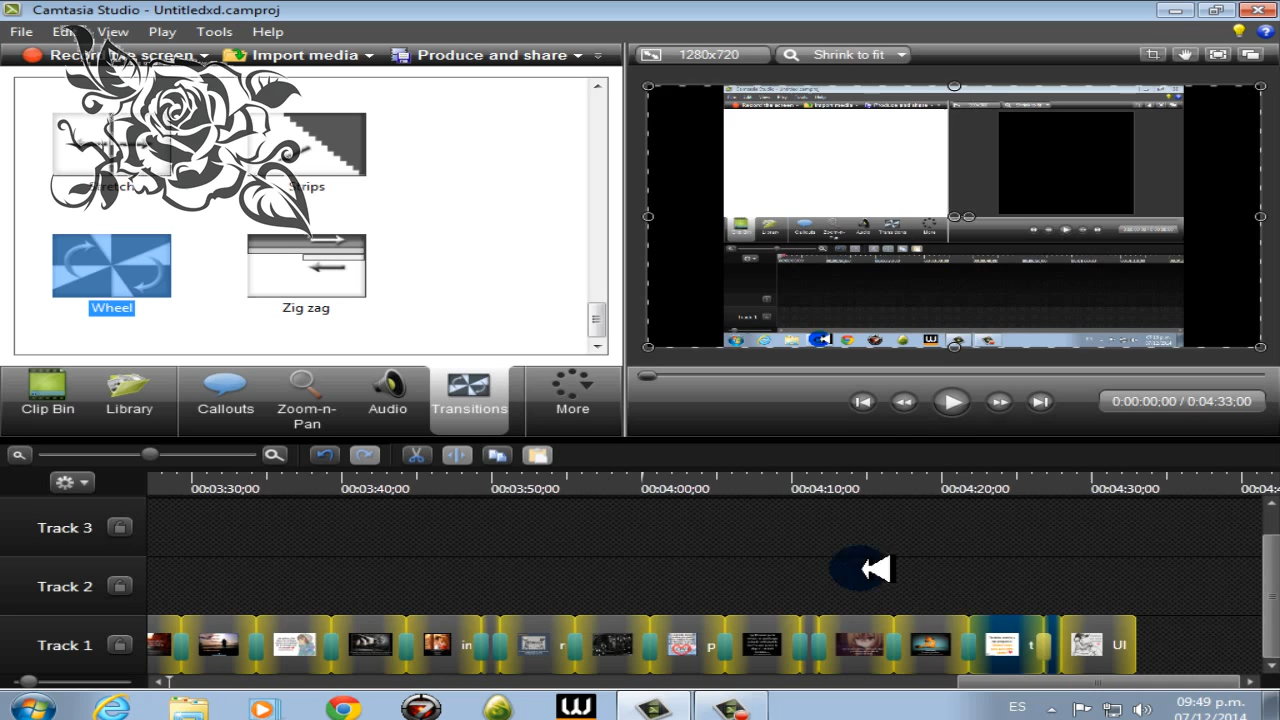 Camtasia Studio - Untitledxd.camproj
File Edit View Play Tools Help
Record the screen Import media Produce and share
1280x720 Shrink to fit
Stretch Strips
Wheel Zig zag
Clip Bin Library Callouts Zoom-n-Pan Audio Transitions More
0:00:00;00 / 0:04:33;00
00:03:30;00 00:03:40;00 00:03:50;00 00:04:00;00 00:04:10;00 00:04:20;00 00:04:30;00
Track 3
Track 2
Track 1
ES
09:49 p.m.
07/12/2014